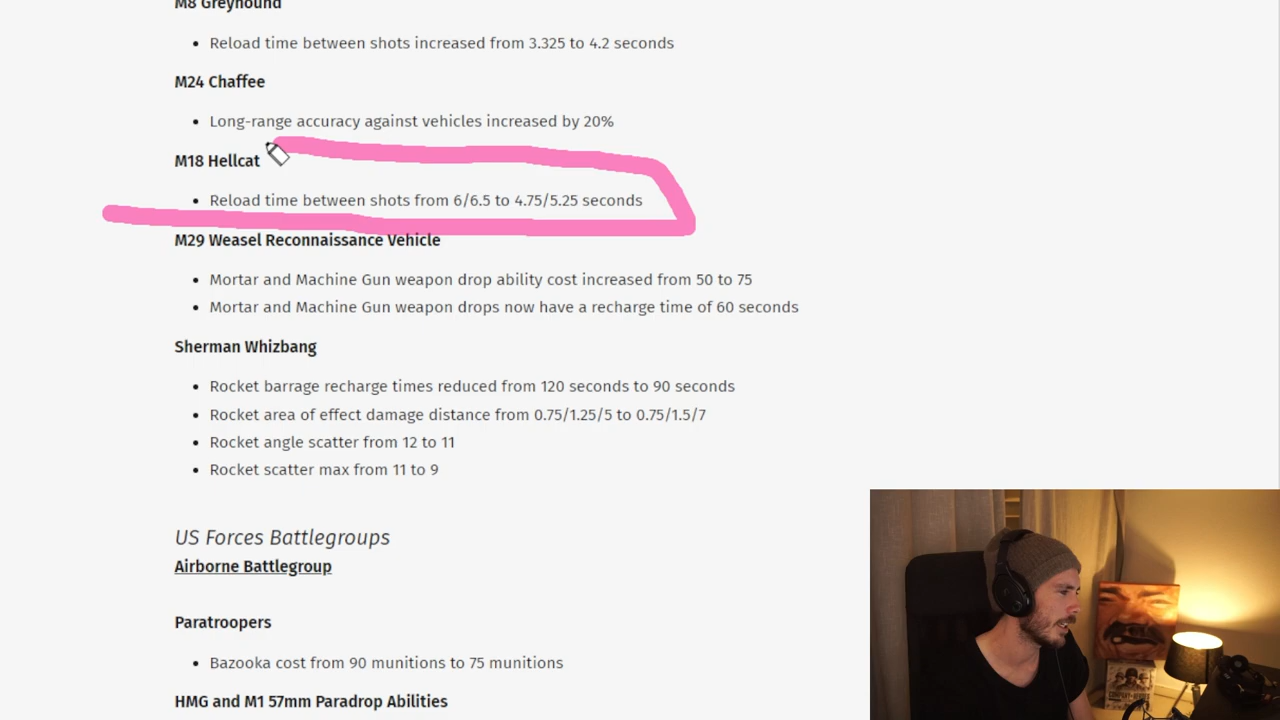 M8 Greyhound
• Reload time between shots increased from 3.325 to 4.2 seconds
M24 Chaffee
• Long-range accuracy against vehicles increased by 20%
M18 Hellcat
• Reload time between shots from 6/6.5 to 4.75/5.25 seconds
M29 Weasel Reconnaissance Vehicle
• Mortar and Machine Gun weapon drop ability cost increased from 50 to 75
• Mortar and Machine Gun weapon drops now have a recharge time of 60 seconds
Sherman Whizbang
• Rocket barrage recharge times reduced from 120 seconds to 90 seconds
• Rocket area of effect damage distance from 0.75/1.25/5 to 0.75/1.5/7
• Rocket angle scatter from 12 to 11
• Rocket scatter max from 11 to 9
US Forces Battlegroups
Airborne Battlegroup
Paratroopers
• Bazooka cost from 90 munitions to 75 munitions
HMG and M1 57mm Paradrop Abilities